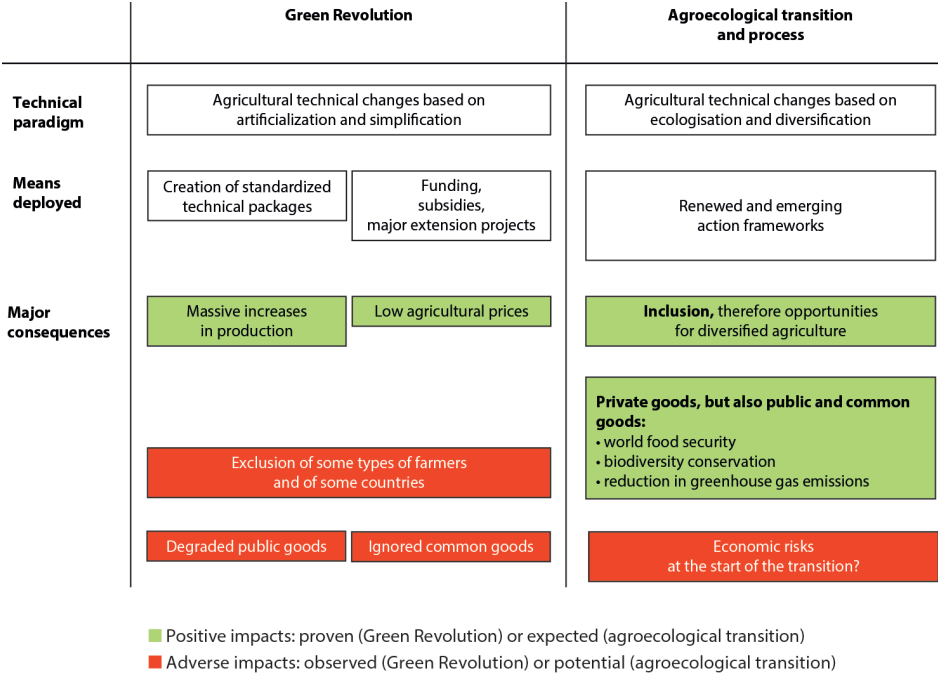 Green Revolution
Agroecological transition
and process
Technical
paradigm
Agricultural technical changes based on
artificialization and simplification
Agricultural technical changes based on
ecologisation and diversification
Means
deployed
Creation of standardized
technical packages
Funding,
subsidies,
major extension projects
Renewed and emerging
action frameworks
Major
consequences
Massive increases
in production
Low agricultural prices
Inclusion, therefore opportunities
for diversified agriculture
Private goods, but also public and common
goods:
• world food security
• biodiversity conservation
• reduction in greenhouse gas emissions
Exclusion of some types of farmers
and of some countries
Degraded public goods
Ignored common goods
Economic risks
at the start of the transition?
Positive impacts: proven (Green Revolution) or expected (agroecological transition)
Adverse impacts: observed (Green Revolution) or potential (agroecological transition)